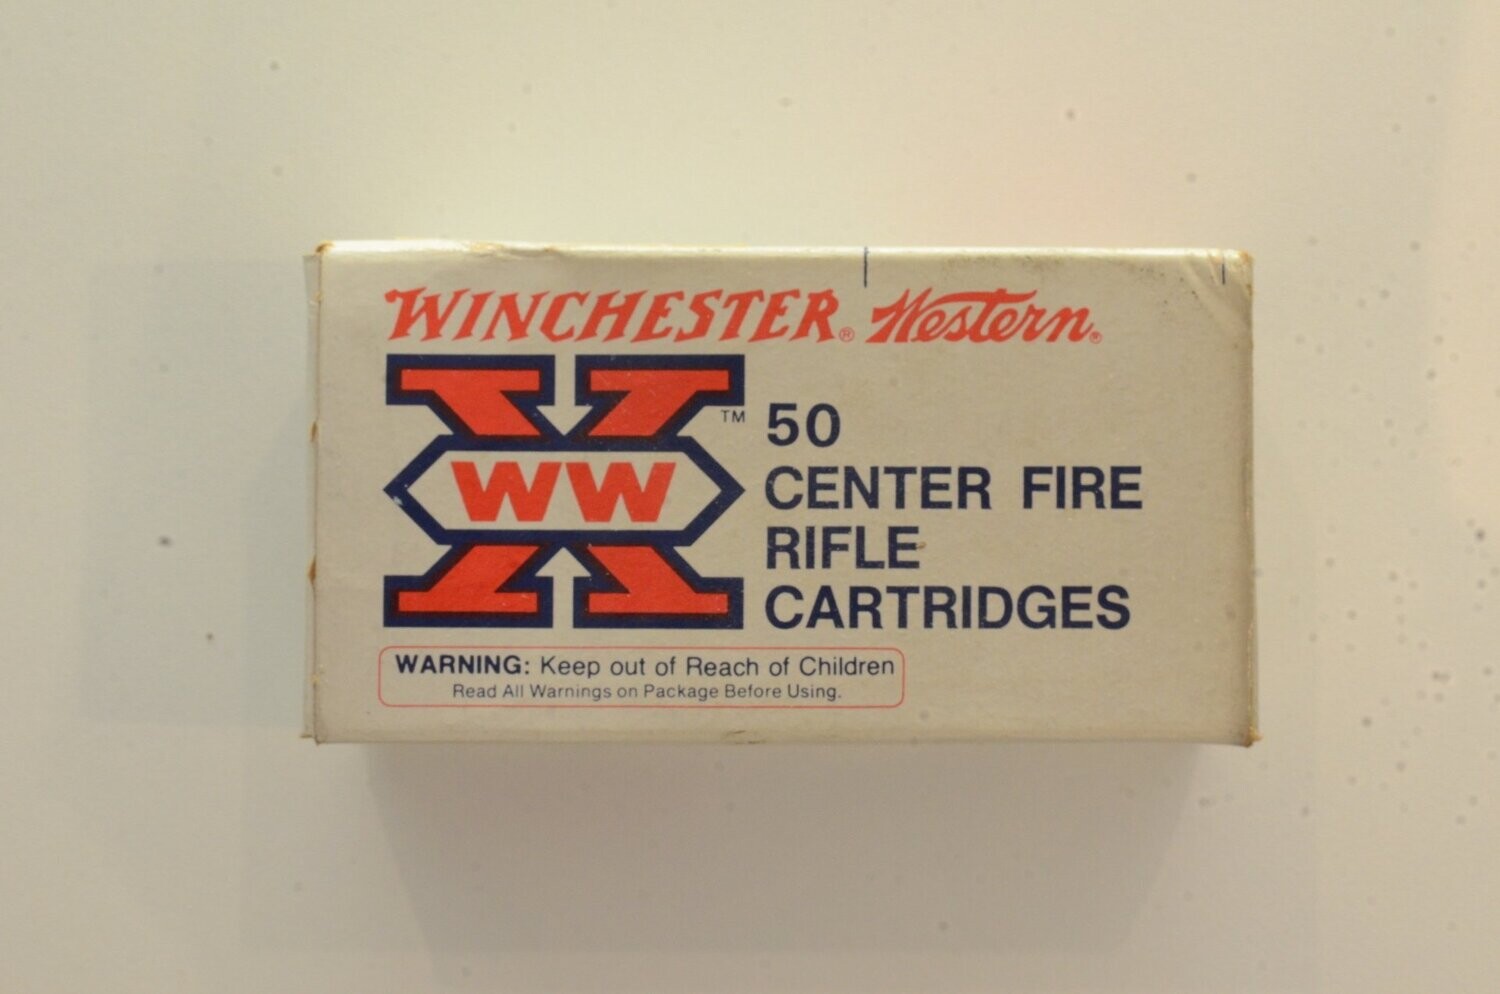 WINCHESTER® Western®
WW
TM
50
CENTER FIRE
RIFLE
CARTRIDGES
WARNING: Keep out of Reach of Children
Read All Warnings on Package Before Using.